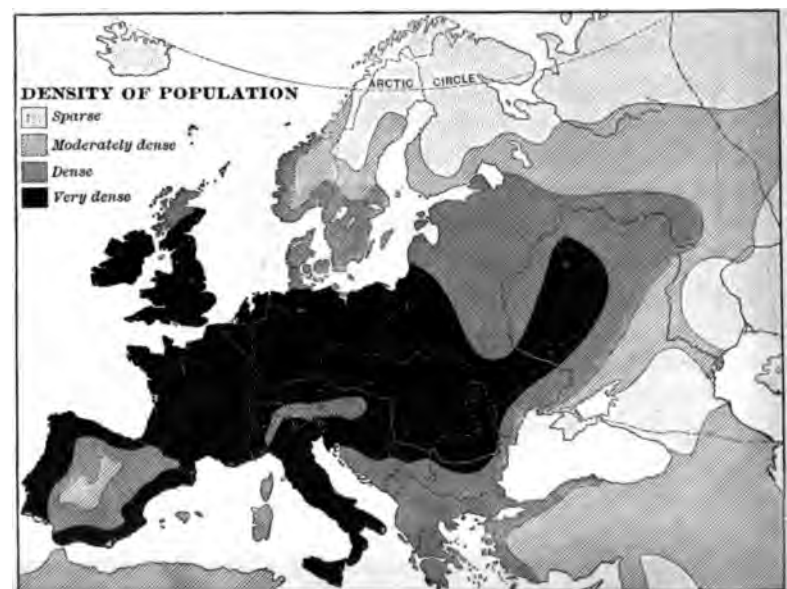 ARCTIC CIRCLE
DENSITY OF POPULATION
Sparse
Moderately dense
Dense
Very dense